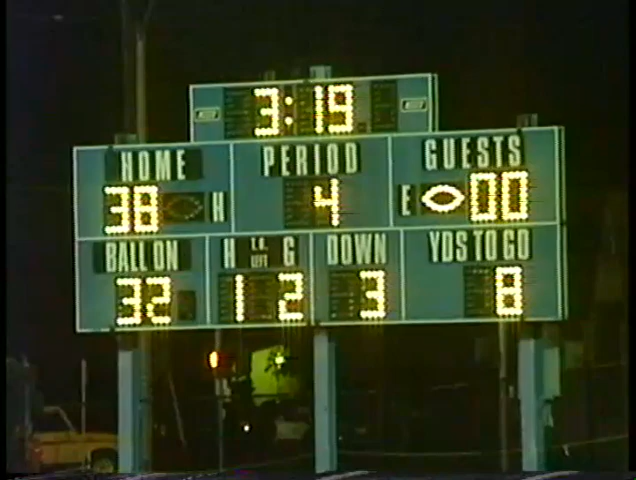 3:19
HOME PERIOD GUESTS
38 H 4 E 00
BALL ON H T.O. LEFT G DOWN YDS TO GO
32 1 2 3 8